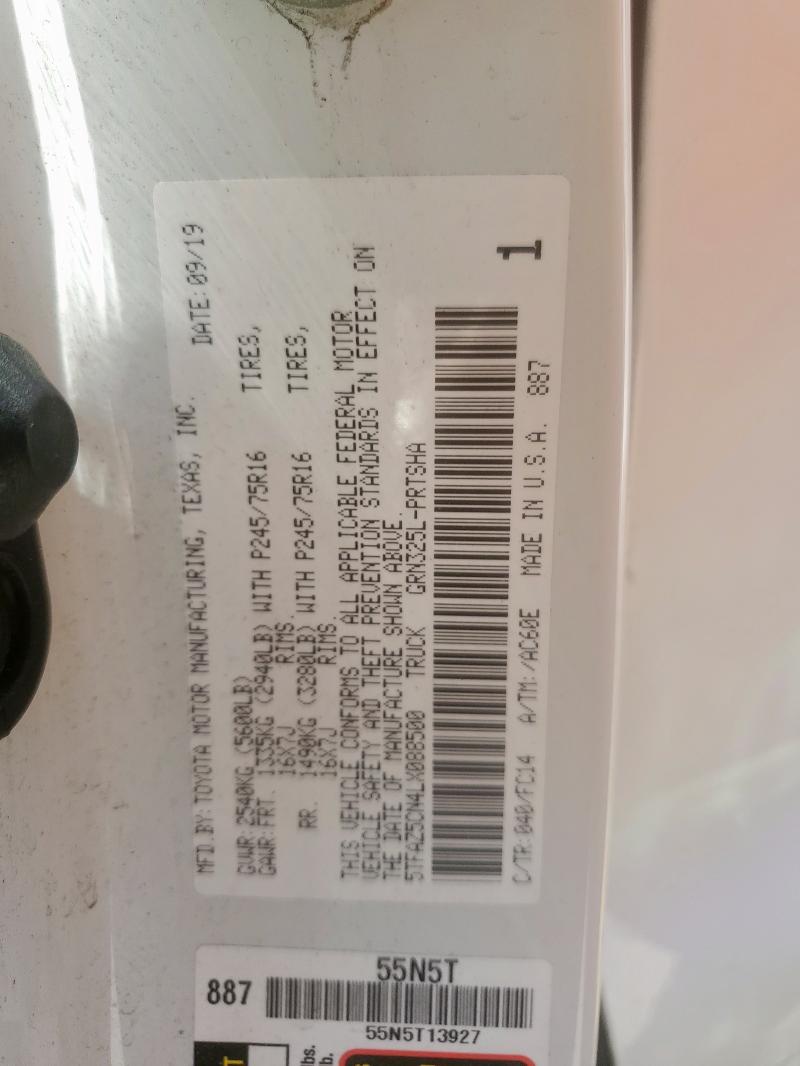 MFD.BY:TOYOTA MOTOR MANUFACTURING, TEXAS, INC. DATE:09/19
GVWR:2540KG (5600LB)
GAWR:FRT. 1335KG (2940LB) WITH P245/75R16 TIRES,
16X7J RIMS.
RR. 1490KG (3280LB) WITH P245/75R16 TIRES,
16X7J RIMS.
THIS VEHICLE CONFORMS TO ALL APPLICABLE FEDERAL MOTOR
VEHICLE SAFETY AND THEFT PREVENTION STANDARDS IN EFFECT ON
THE DATE OF MANUFACTURE SHOWN ABOVE.
5TFAZ5CN4LX088500 TRUCK GRN325L-PRTSHA
1
C/TR:040/FC14 A/TM:/AC60E MADE IN U.S.A. 887
55N5T
887
55N5T13927
lbs.